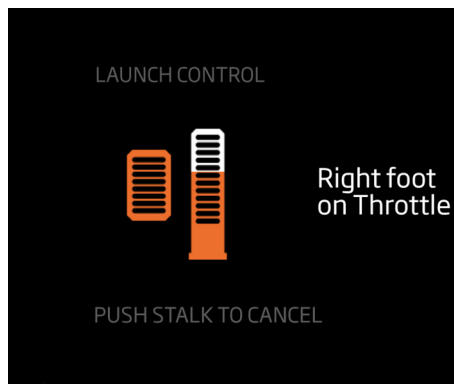 LAUNCH CONTROL
Right foot
on Throttle
PUSH STALK TO CANCEL